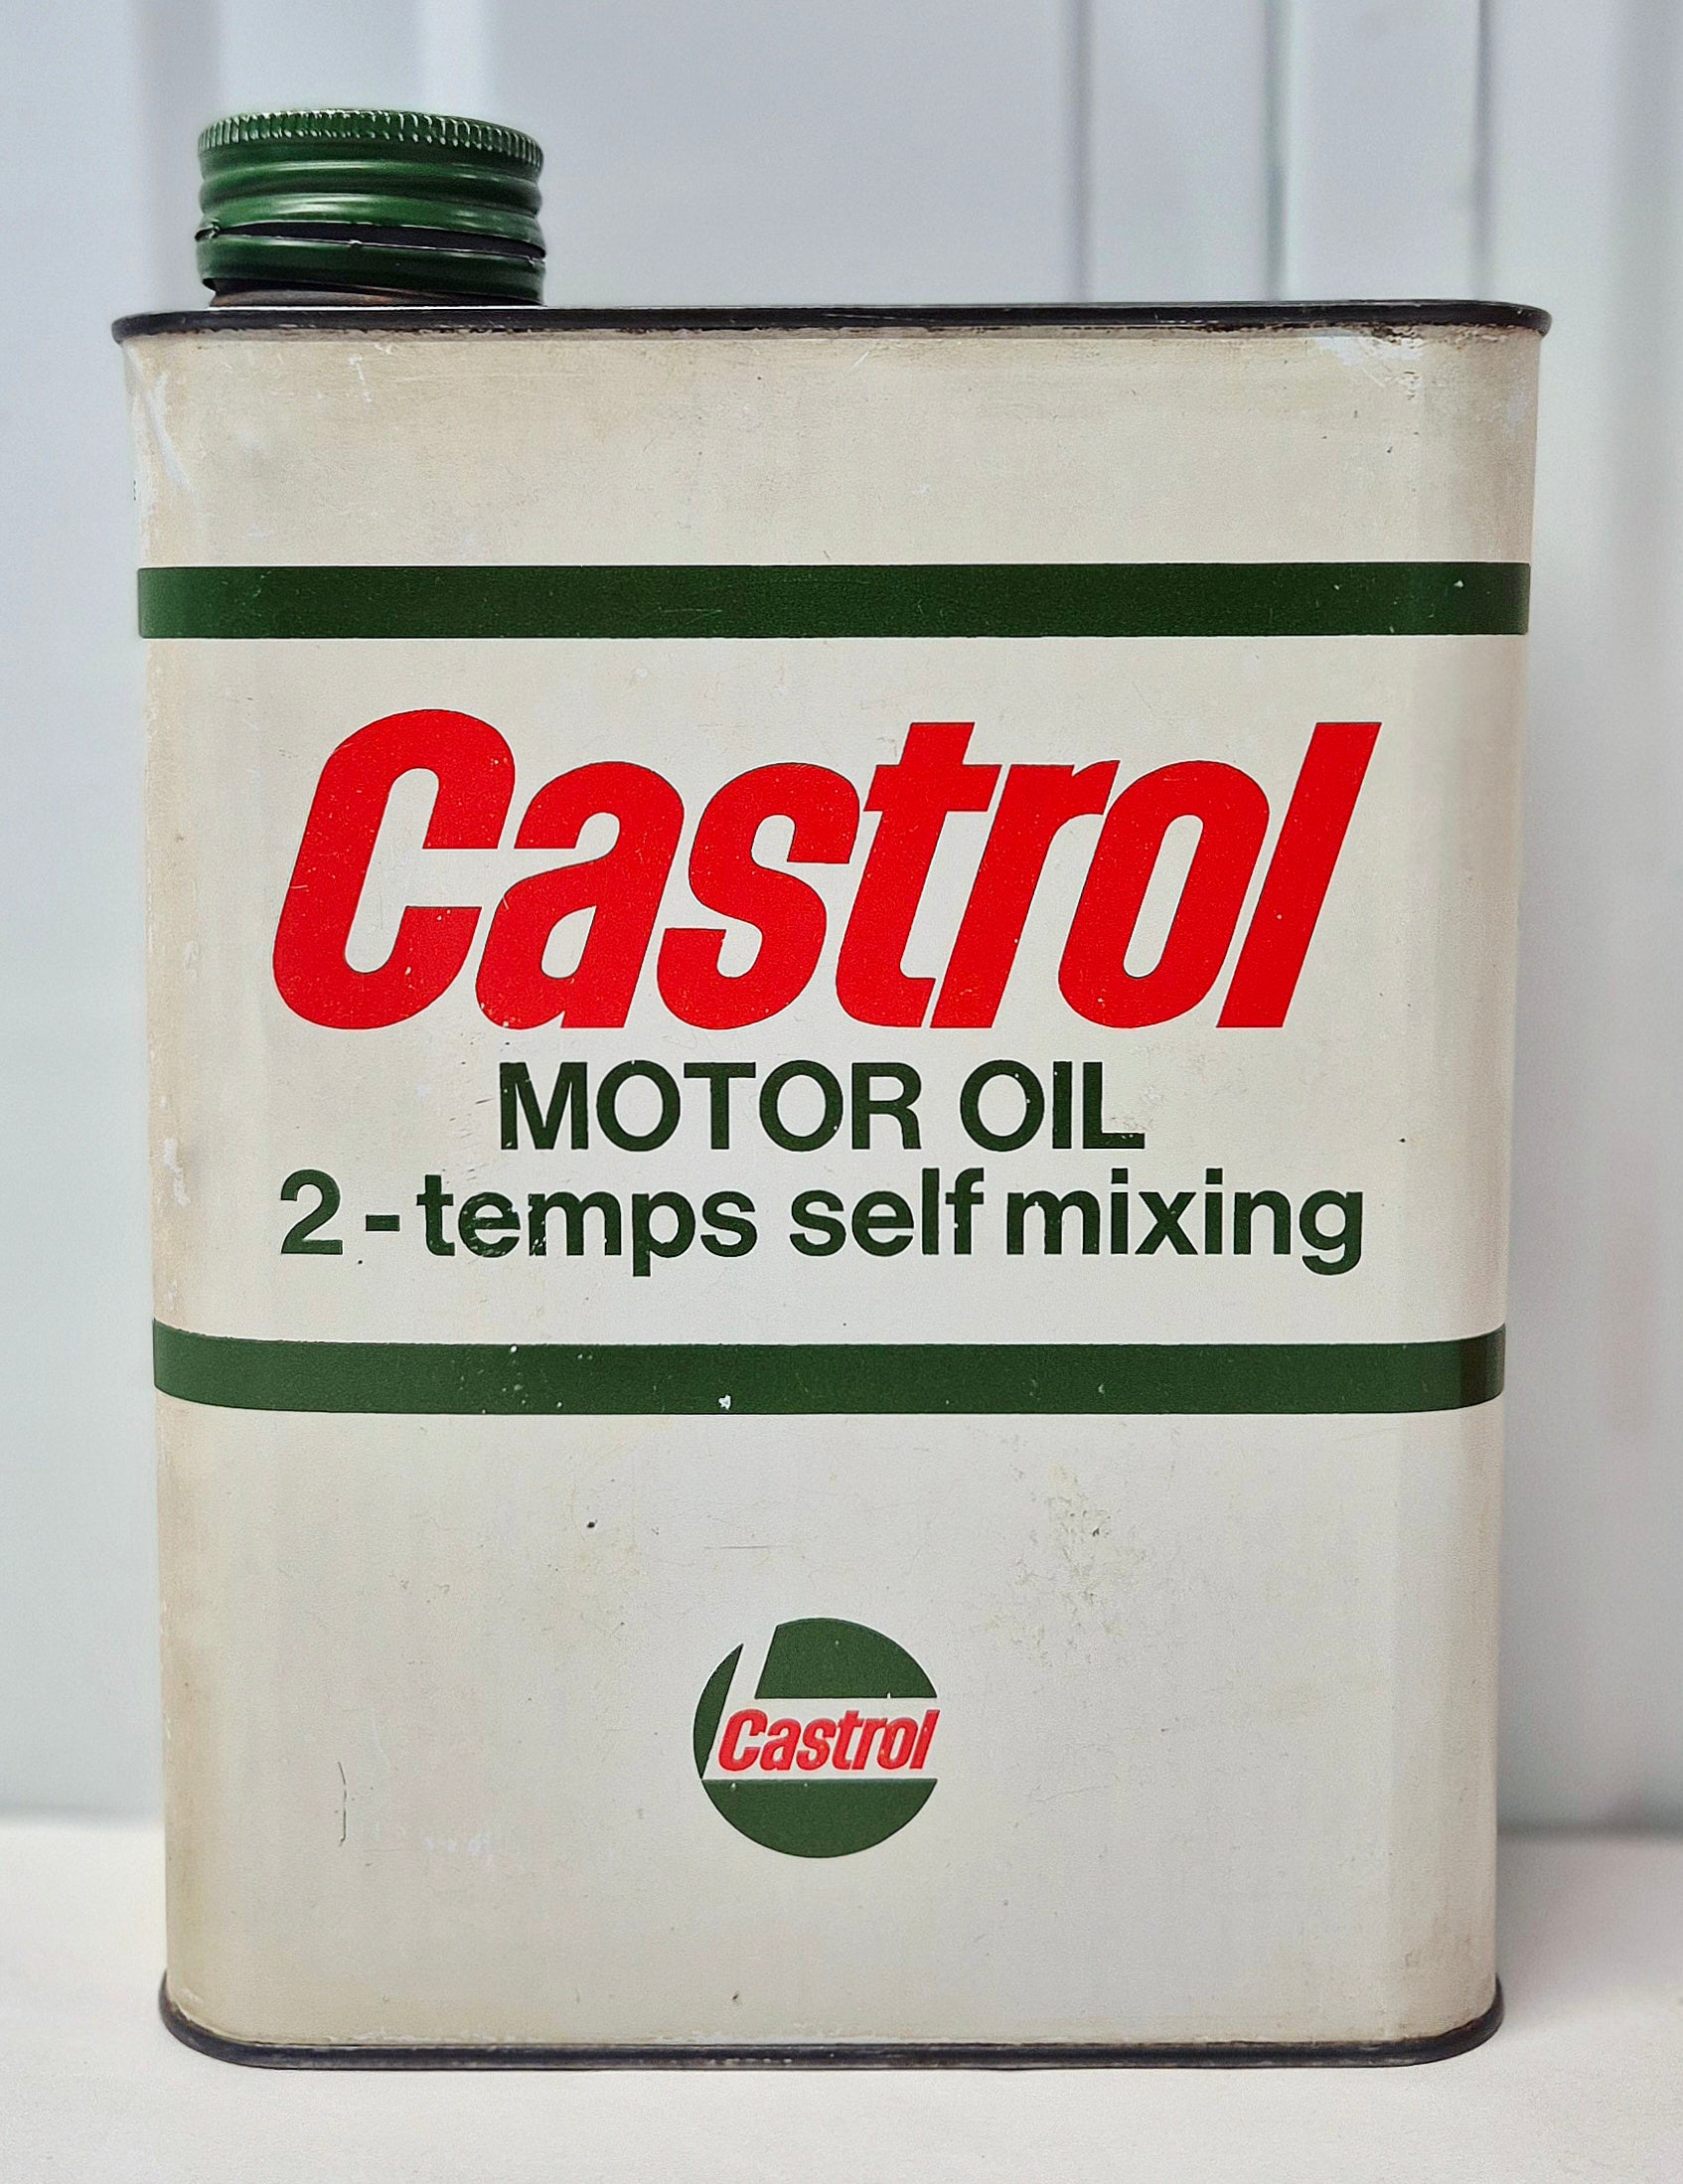 Castrol
MOTOR OIL
2-temps self mixing
Castrol